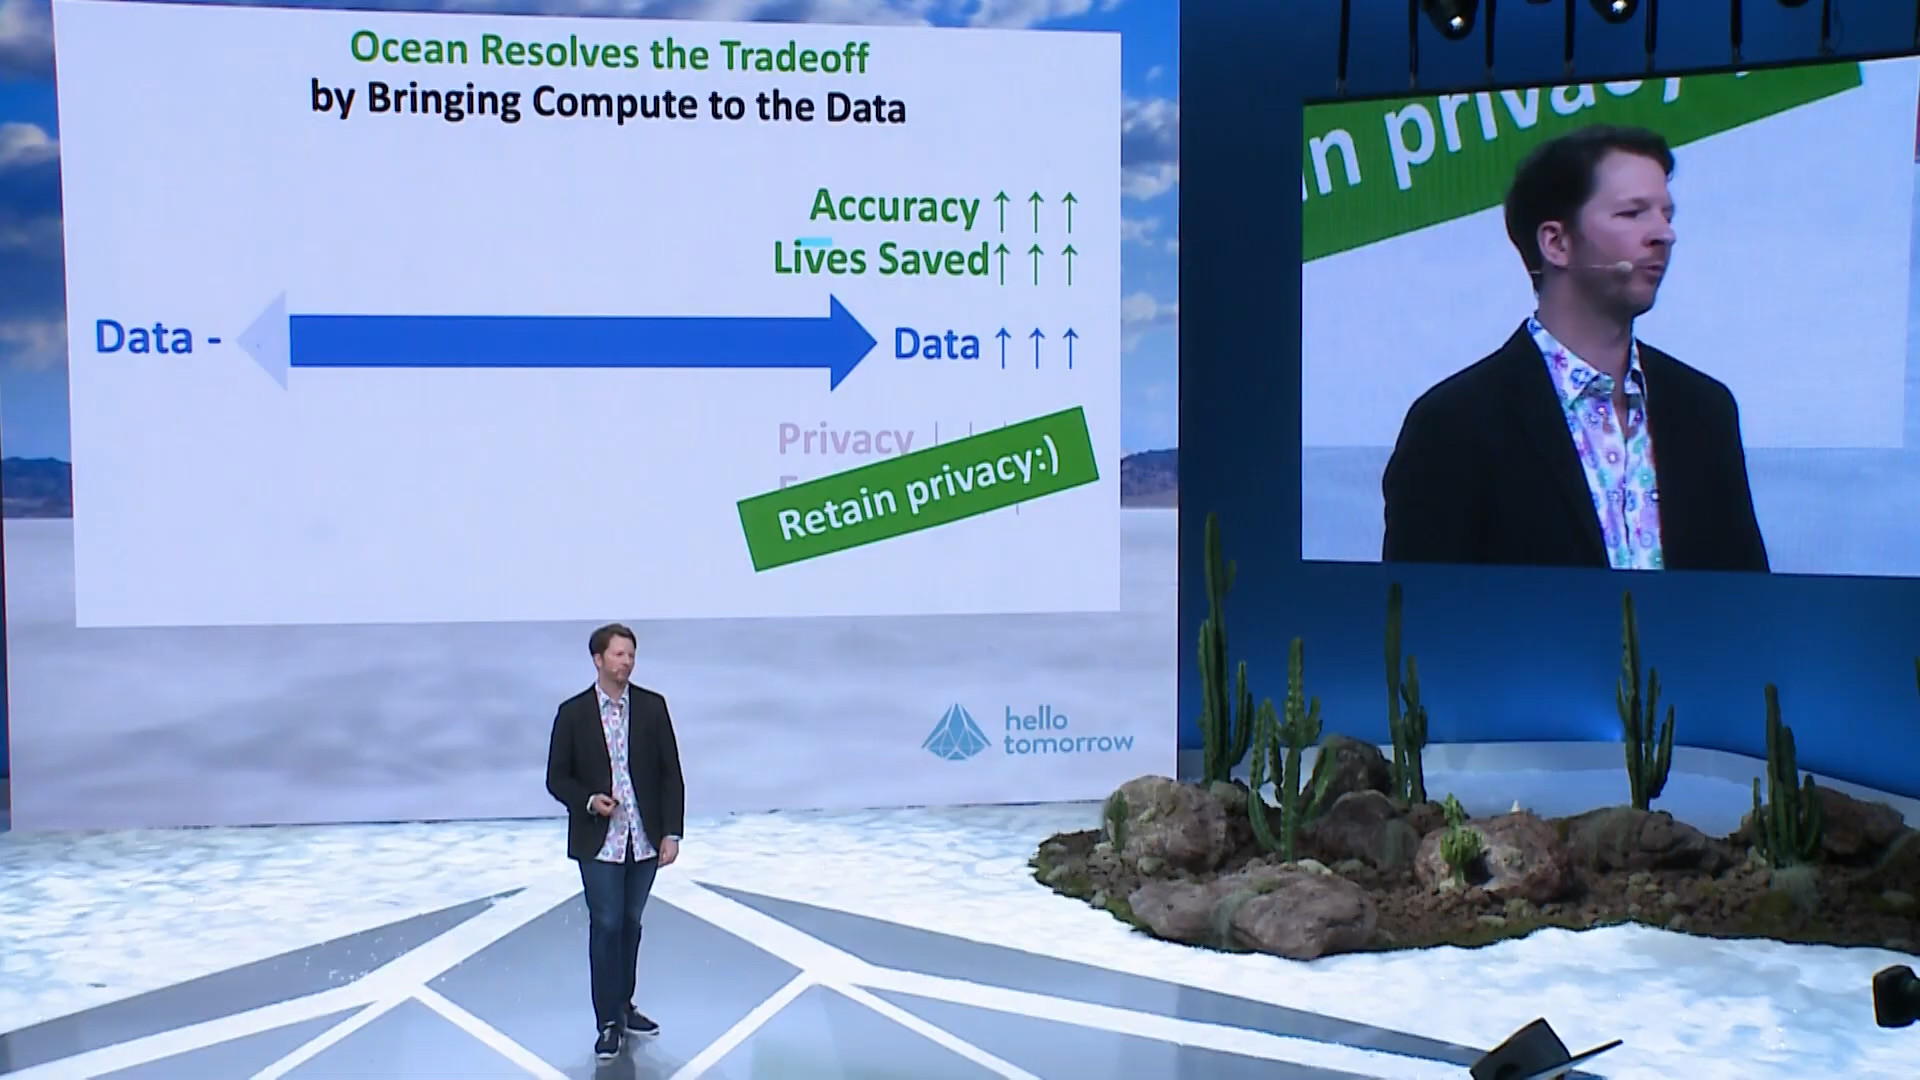 Ocean Resolves the Tradeoff
by Bringing Compute to the Data
Accuracy ↑ ↑ ↑
Lives Saved ↑ ↑ ↑
Data -
Data ↑ ↑ ↑
Privacy
Retain privacy:)
hello
tomorrow
in privacy